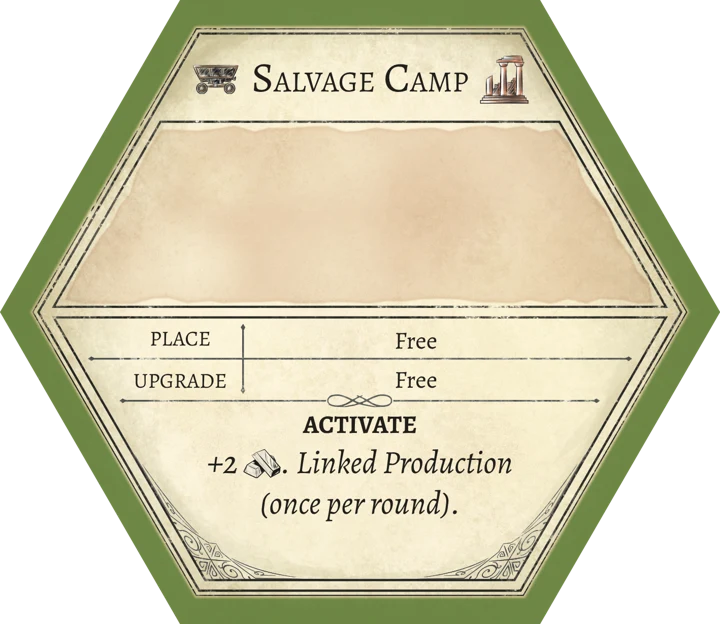 Salvage Camp
PLACE Free
UPGRADE Free
ACTIVATE
+2 . Linked Production
(once per round).